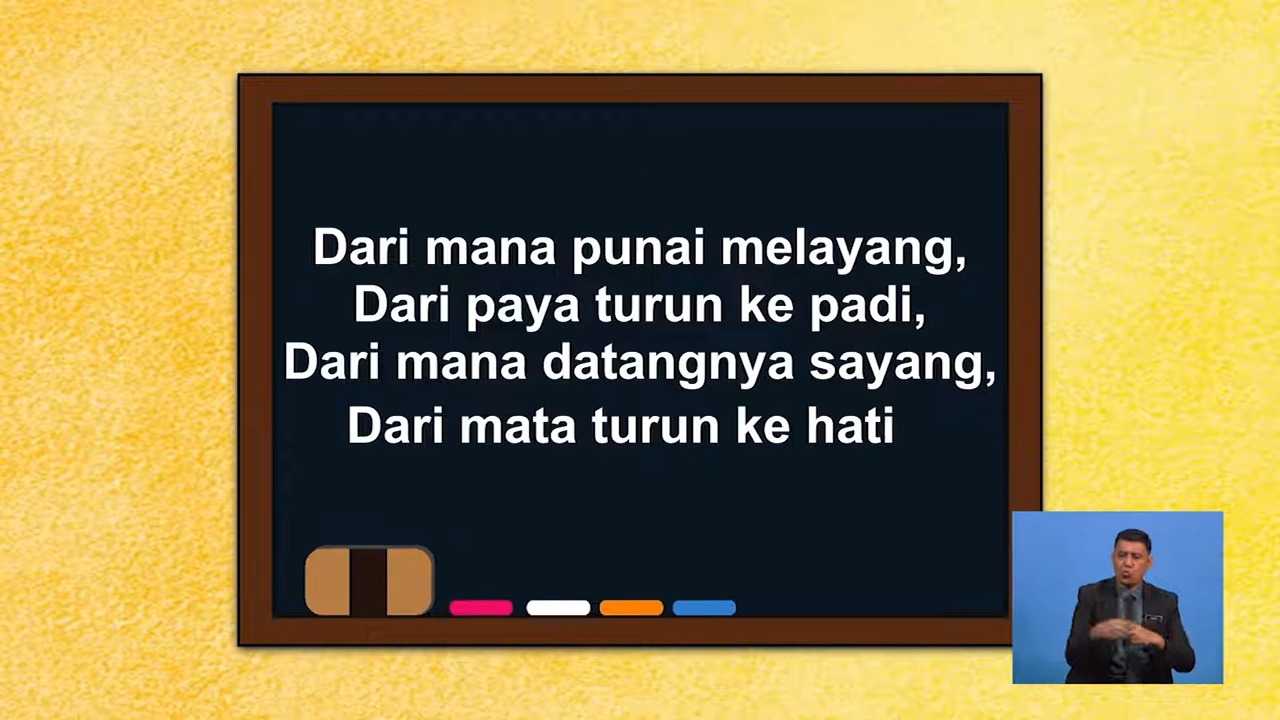 Dari mana punai melayang,
Dari paya turun ke padi,
Dari mana datangnya sayang,
Dari mata turun ke hati